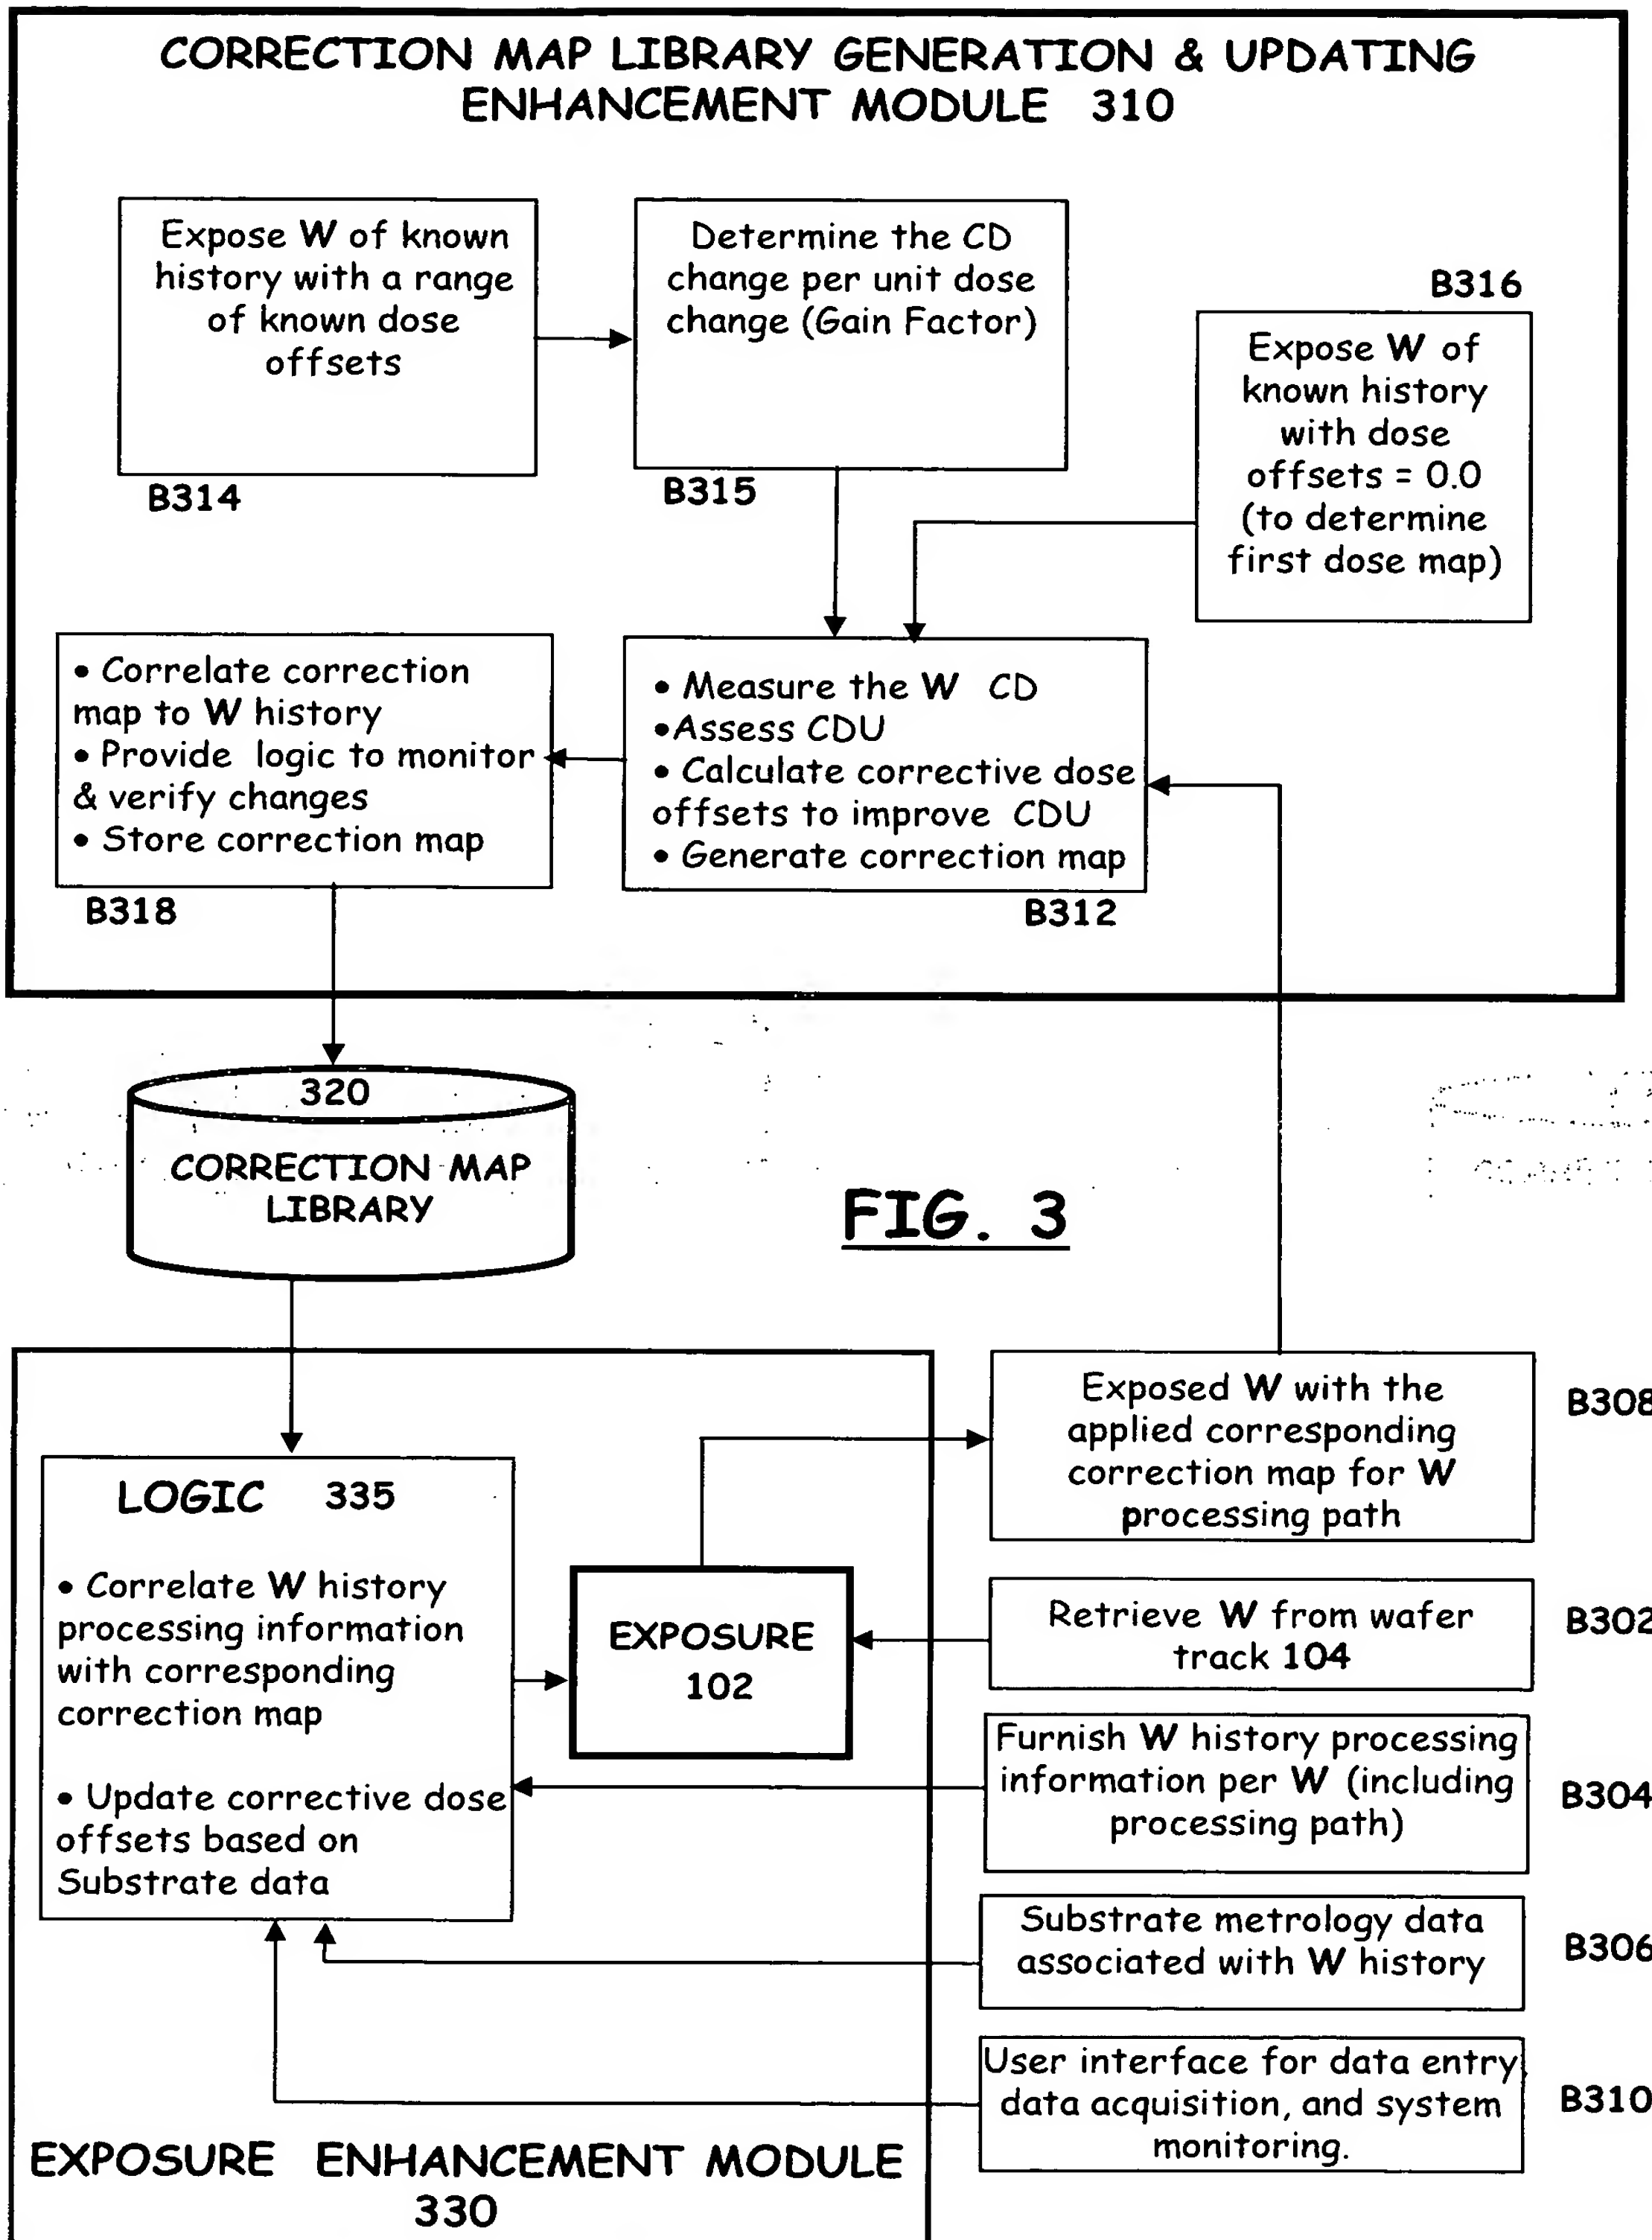 CORRECTION MAP LIBRARY GENERATION & UPDATING
ENHANCEMENT MODULE 310
Expose W of known
history with a range
of known dose
offsets
B314
Determine the CD
change per unit dose
change (Gain Factor)
B315
B316
Expose W of
known history
with dose
offsets = 0.0
(to determine
first dose map)
• Correlate correction
map to W history
• Provide logic to monitor
& verify changes
• Store correction map
B318
• Measure the W CD
•Assess CDU
• Calculate corrective dose
offsets to improve CDU
• Generate correction map
B312
320
CORRECTION MAP
LIBRARY
FIG. 3
LOGIC 335
• Correlate W history
processing information
with corresponding
correction map
• Update corrective dose
offsets based on
Substrate data
EXPOSURE
102
Exposed W with the
applied corresponding
correction map for W
processing path
B308
Retrieve W from wafer
track 104
B302
Furnish W history processing
information per W (including
processing path)
B304
Substrate metrology data
associated with W history
B306
User interface for data entry,
data acquisition, and system
monitoring.
B310
EXPOSURE ENHANCEMENT MODULE
330